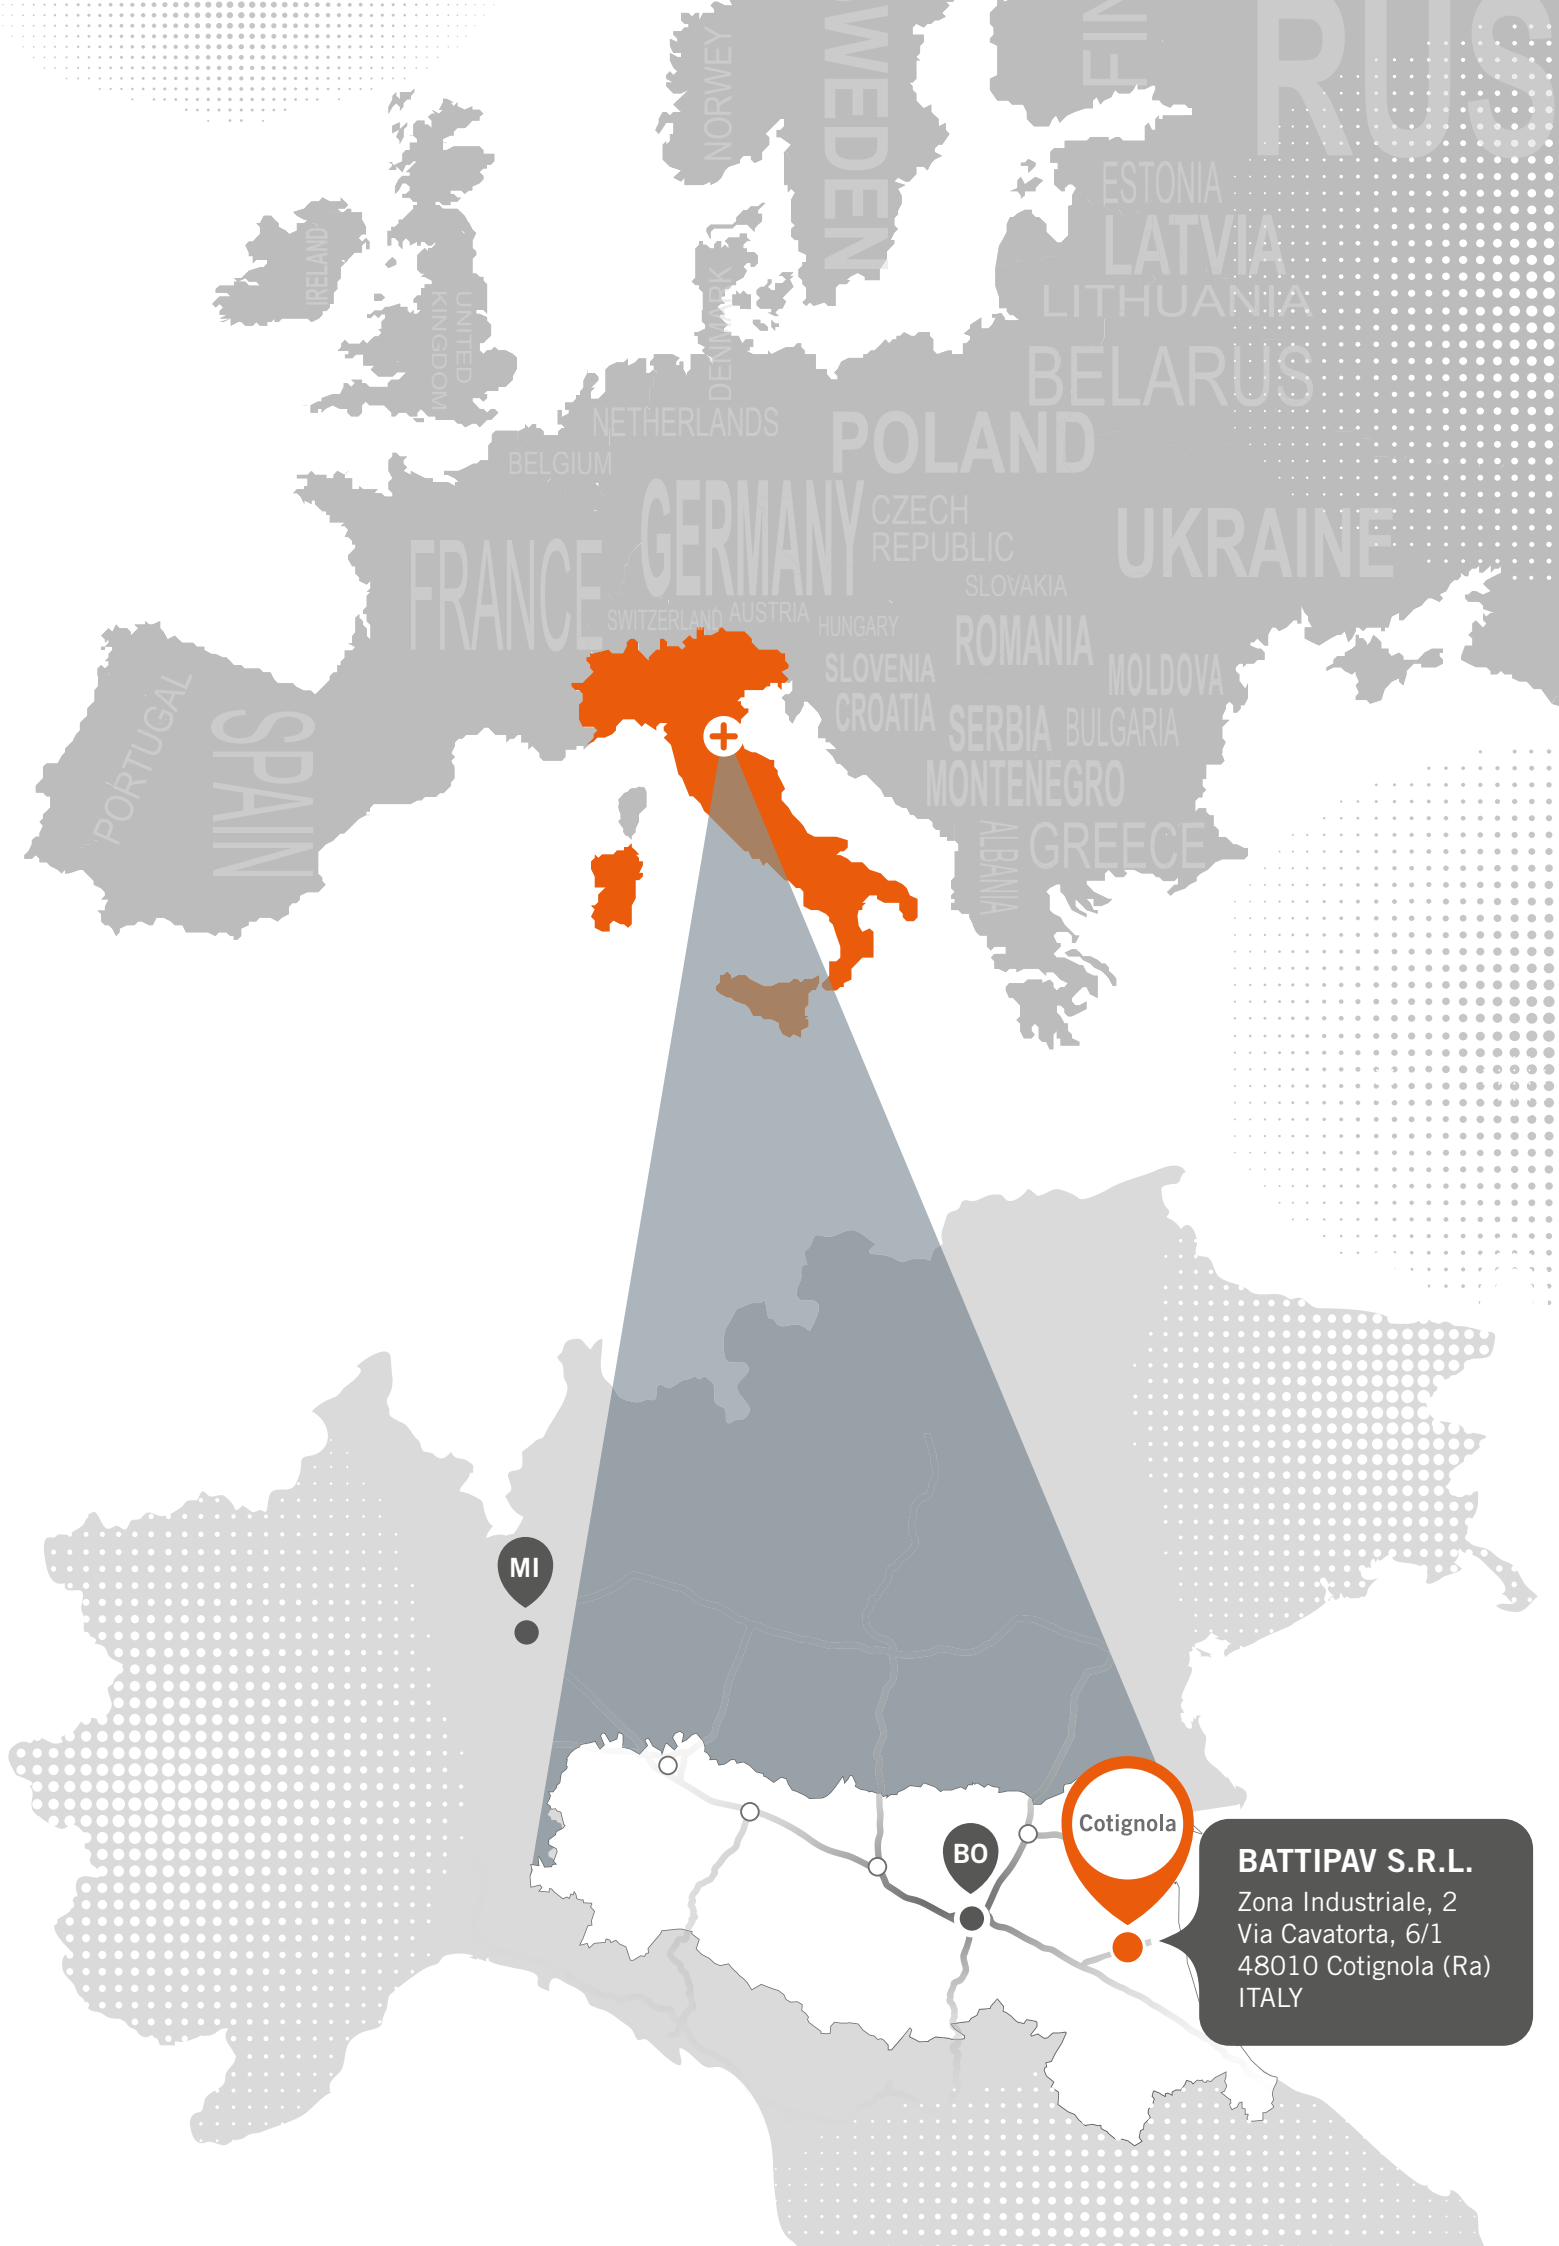 NORWEY
WEDEN
FIN
RUS
ESTONIA
LATVIA
LITHUANIA
IRELAND
UNITED
KINGDOM
DENMARK
BELARUS
NETHERLANDS
POLAND
BELGIUM
GERMANY
CZECH
REPUBLIC
UKRAINE
FRANCE
SLOVAKIA
SWITZERLAND
AUSTRIA
HUNGARY
ROMANIA
SLOVENIA
MOLDOVA
PORTUGAL
SPAIN
CROATIA
SERBIA
BULGARIA
MONTENEGRO
ALBANIA
GREECE
MI
Cotignola
BO
BATTIPAV S.R.L.
Zona Industriale, 2
Via Cavatorta, 6/1
48010 Cotignola (Ra)
ITALY